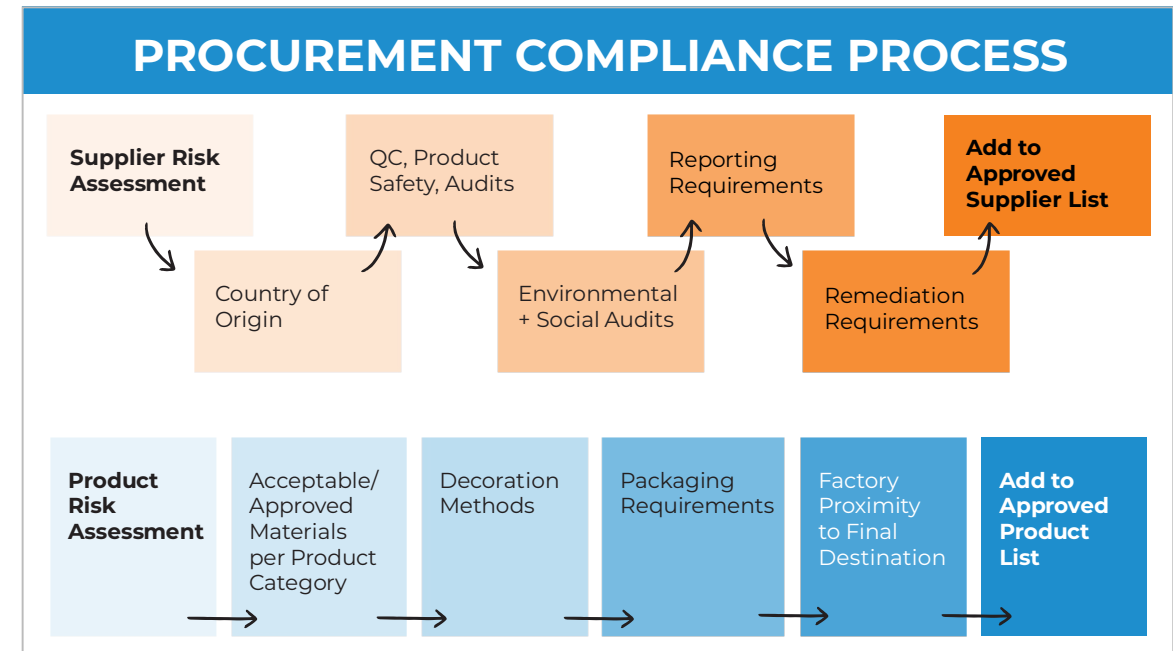 PROCUREMENT COMPLIANCE PROCESS
Supplier Risk
Assessment
Country of
Origin
QC, Product
Safety, Audits
Environmental
+ Social Audits
Reporting
Requirements
Remediation
Requirements
Add to
Approved
Supplier List
Product
Risk
Assessment
Acceptable/
Approved
Materials
per Product
Category
Decoration
Methods
Packaging
Requirements
Factory
Proximity
to Final
Destination
Add to
Approved
Product
List